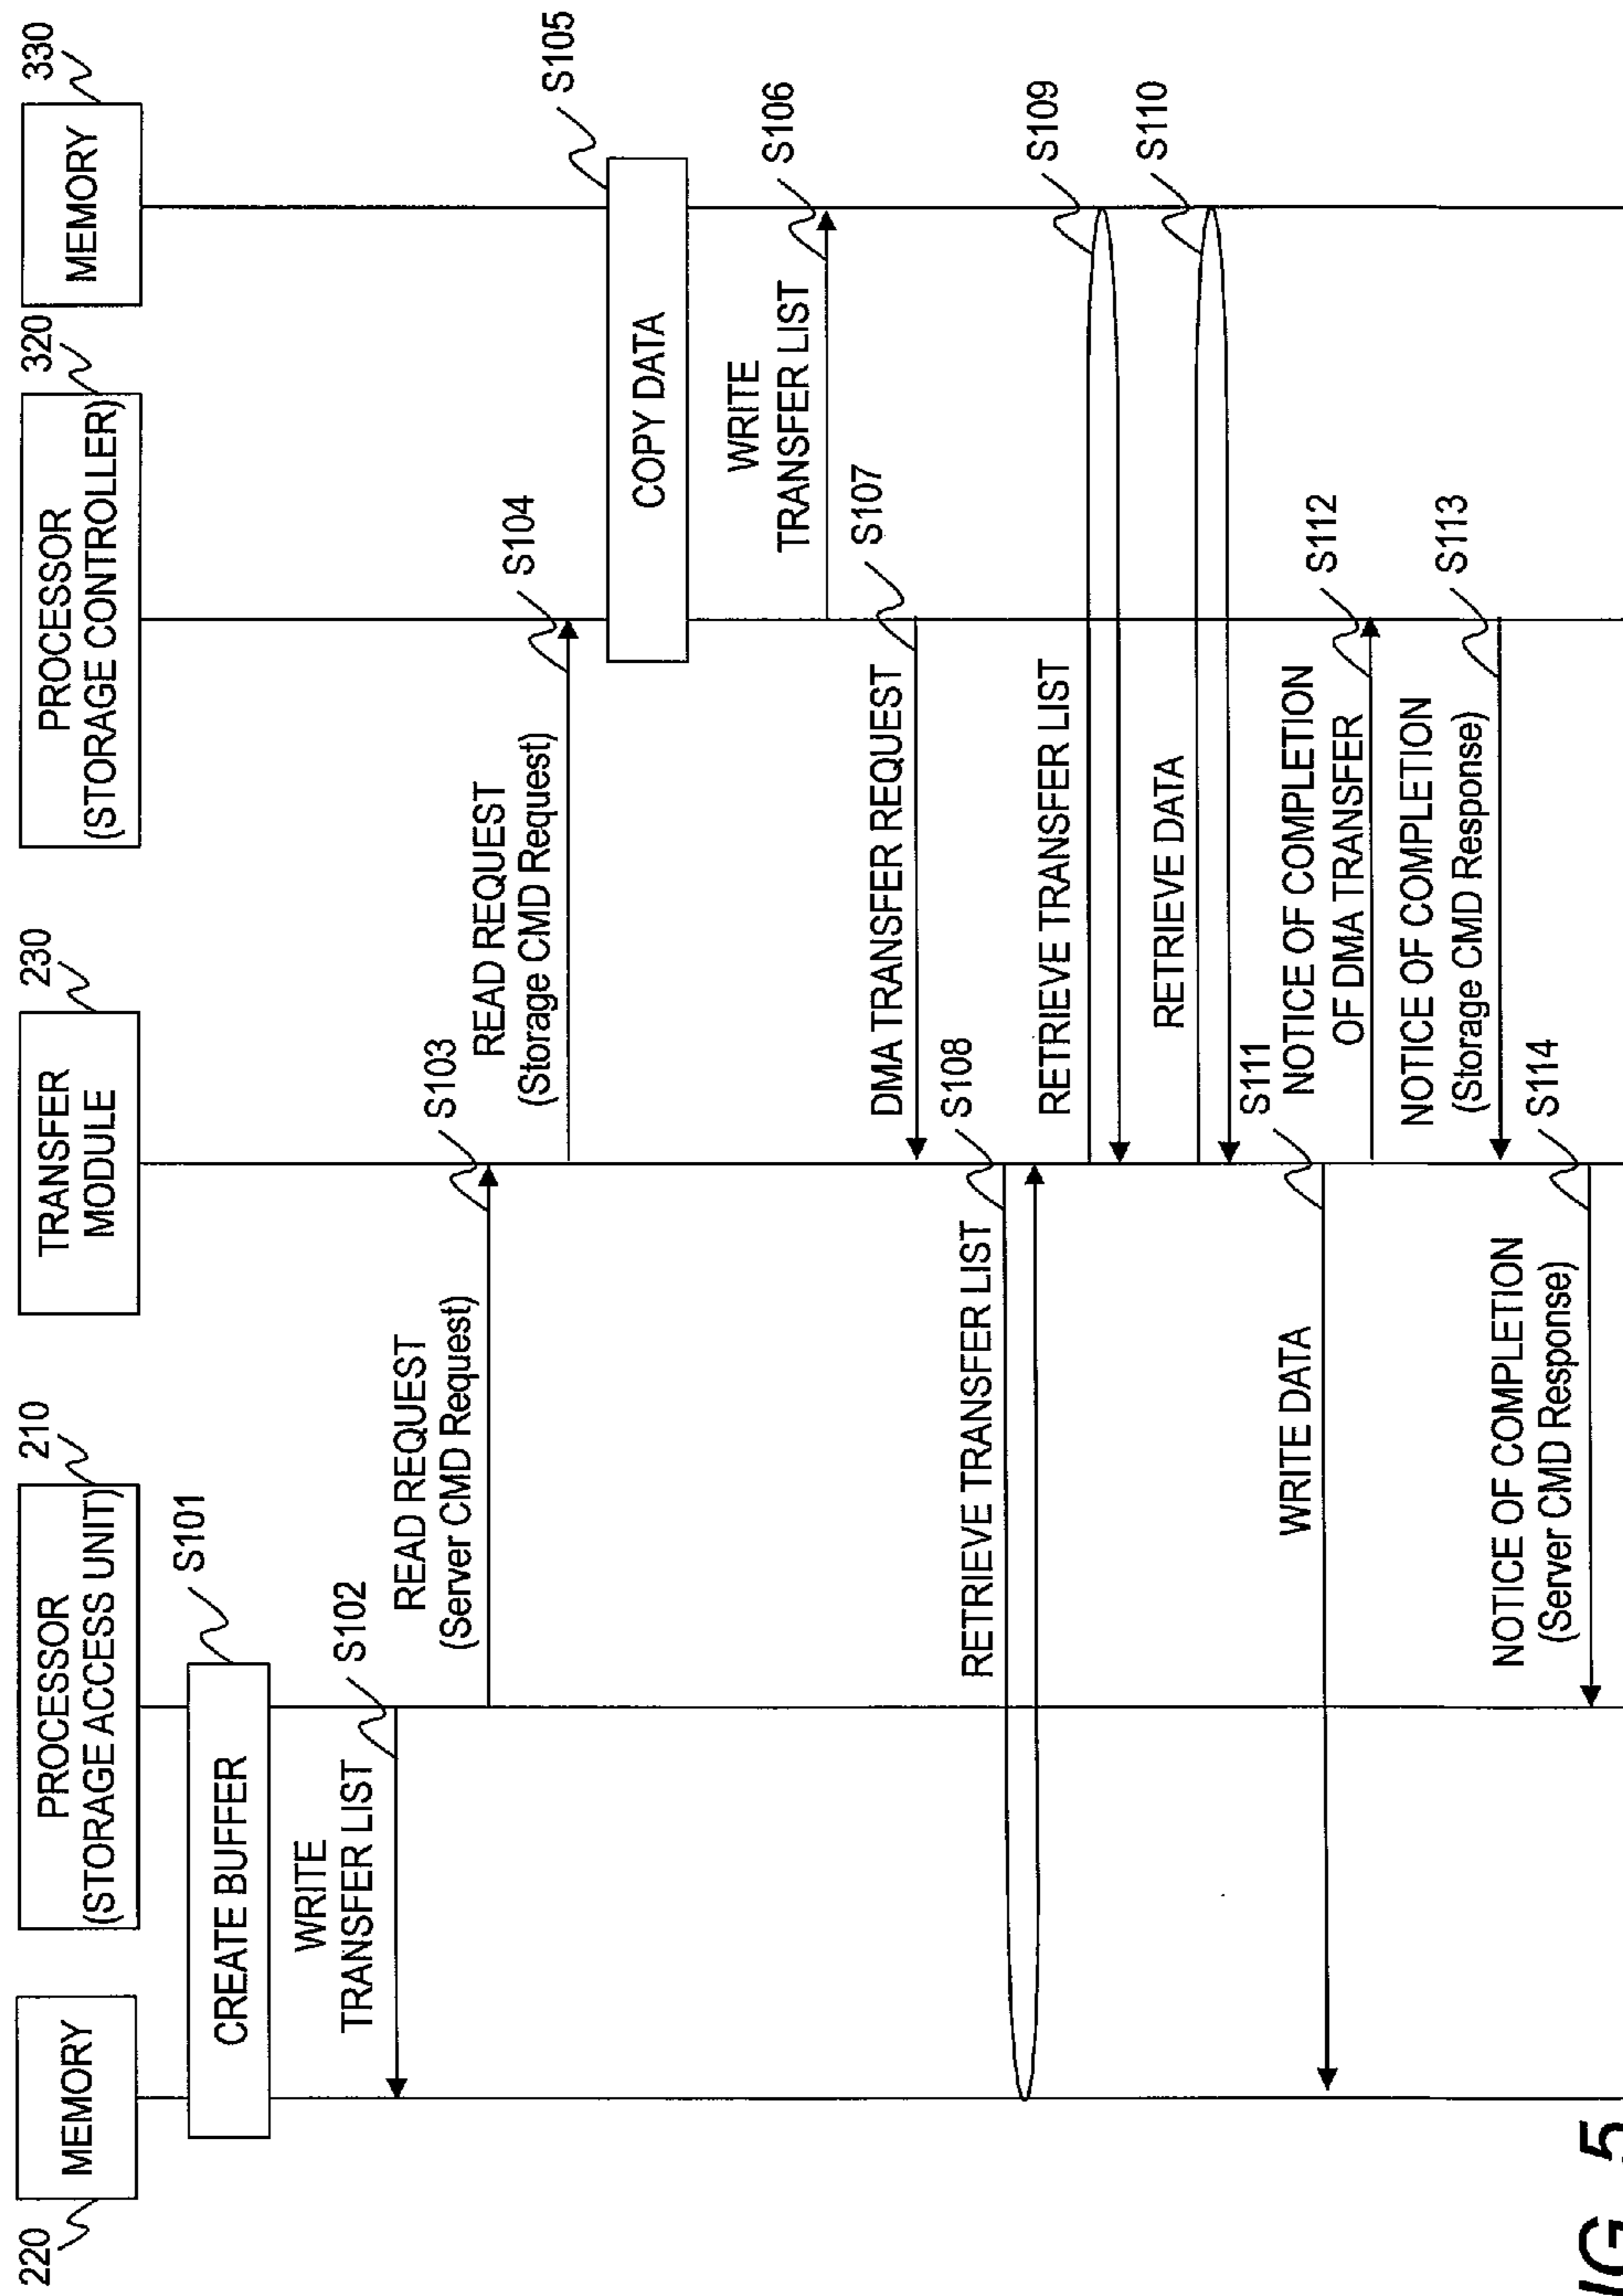 220
MEMORY
PROCESSOR
(STORAGE ACCESS UNIT)
210
TRANSFER
MODULE
230
PROCESSOR
(STORAGE CONTROLLER)
320
MEMORY
330
CREATE BUFFER
S101
WRITE
TRANSFER LIST
S102
READ REQUEST
(Server CMD Request)
S103
READ REQUEST
(Storage CMD Request)
S104
COPY DATA
S105
WRITE
TRANSFER LIST
S106
DMA TRANSFER REQUEST
S107
RETRIEVE TRANSFER LIST
S108
RETRIEVE TRANSFER LIST
S109
RETRIEVE DATA
S110
WRITE DATA
S111
NOTICE OF COMPLETION
OF DMA TRANSFER
S112
NOTICE OF COMPLETION
(Storage CMD Response)
S113
NOTICE OF COMPLETION
(Server CMD Response)
S114